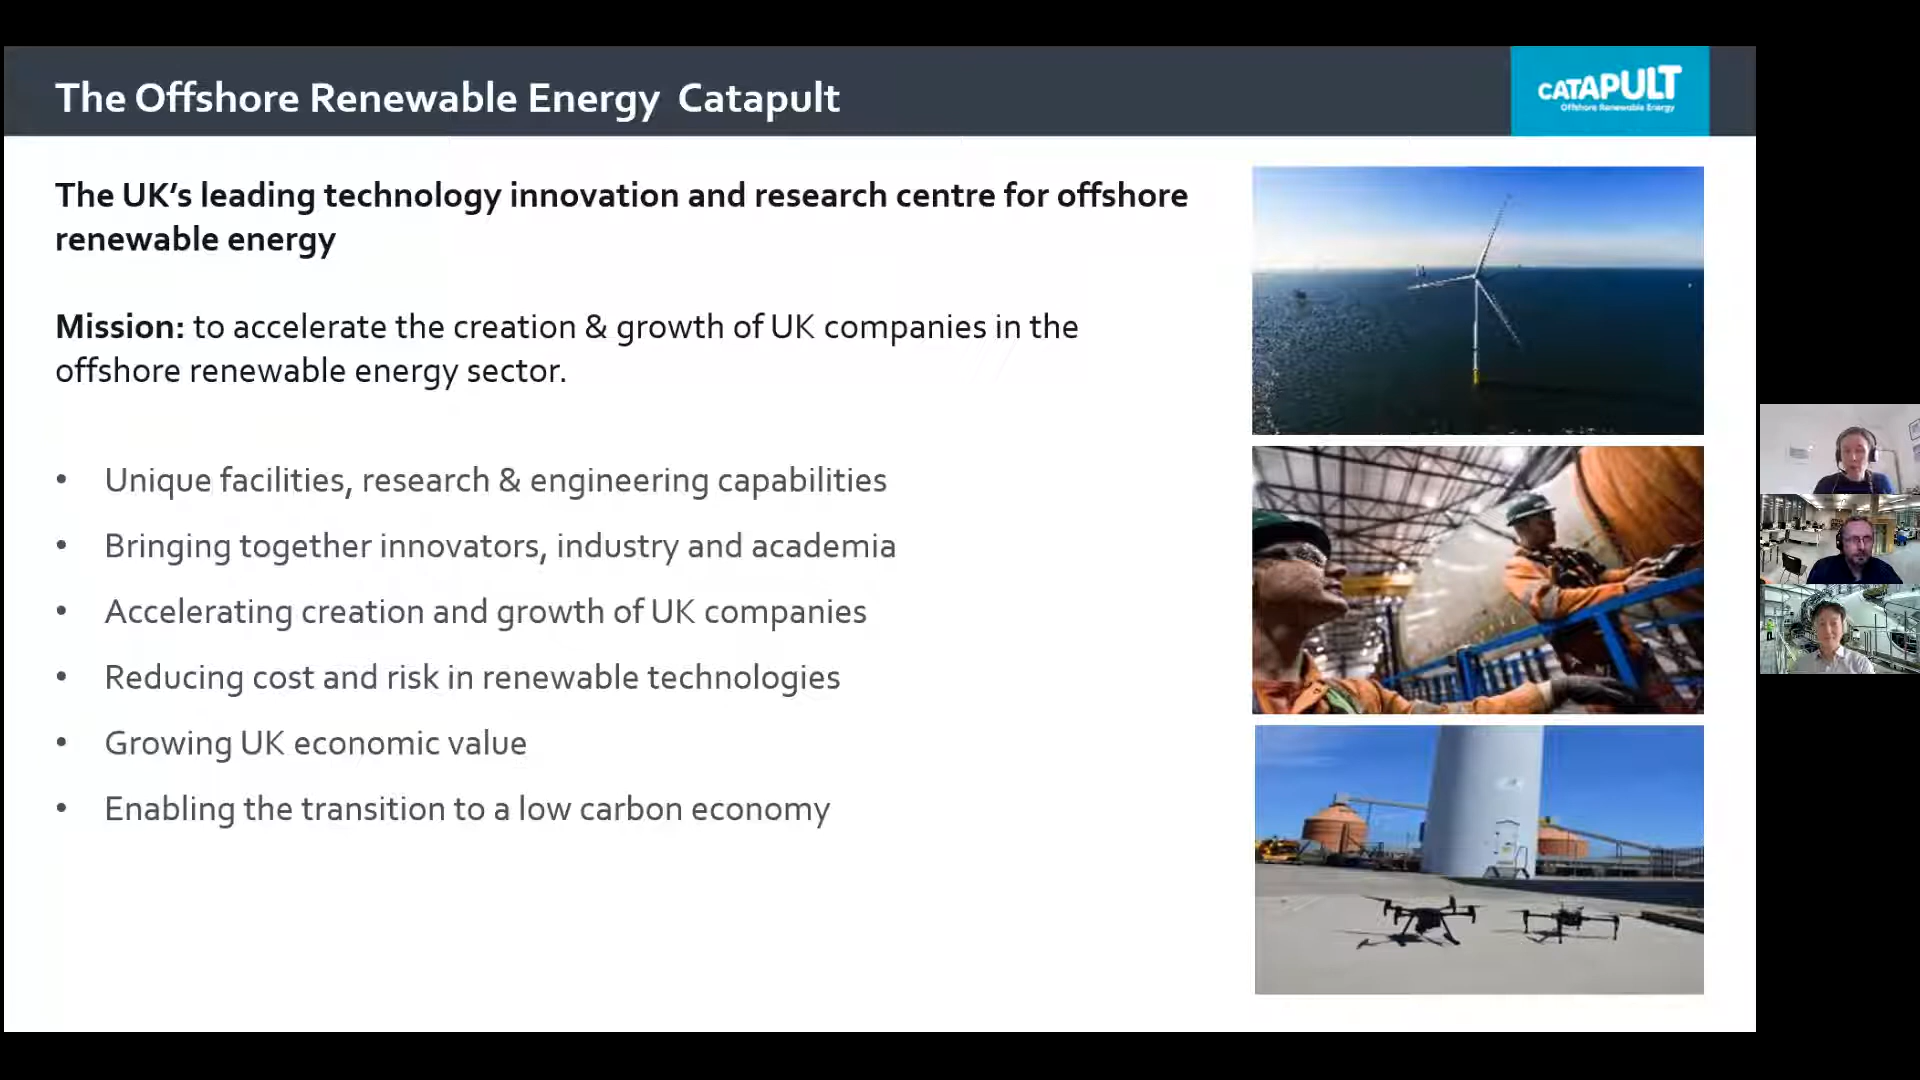 The Offshore Renewable Energy Catapult
CATAPULT
Offshore Renewable Energy
The UK’s leading technology innovation and research centre for offshore
renewable energy
Mission: to accelerate the creation & growth of UK companies in the
offshore renewable energy sector.
• Unique facilities, research & engineering capabilities
• Bringing together innovators, industry and academia
• Accelerating creation and growth of UK companies
• Reducing cost and risk in renewable technologies
• Growing UK economic value
• Enabling the transition to a low carbon economy